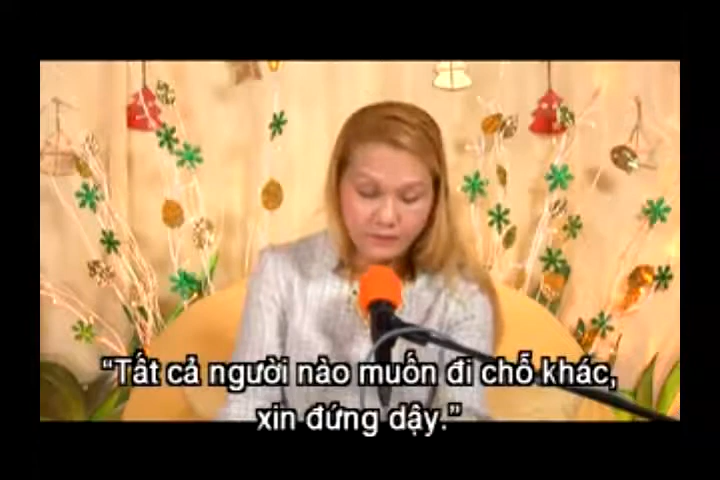 “Tất cả người nào muốn đi chỗ khác,
xin đứng dậy.”